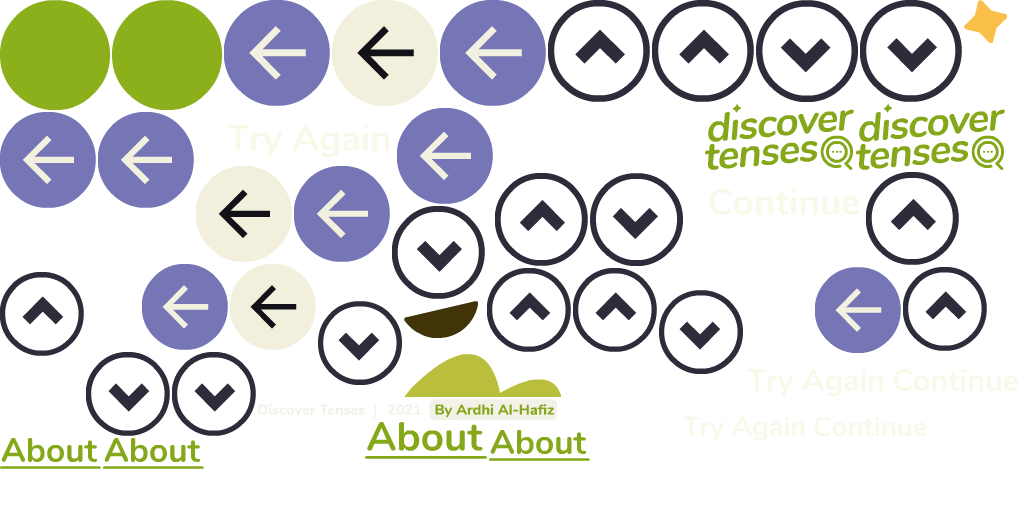 discover
tenses
discover
tenses
Try Again
Continue
Try Again Continue
Discover Tenses | 2021 By Ardhi Al-Hafiz
Try Again Continue
About
About
About
About